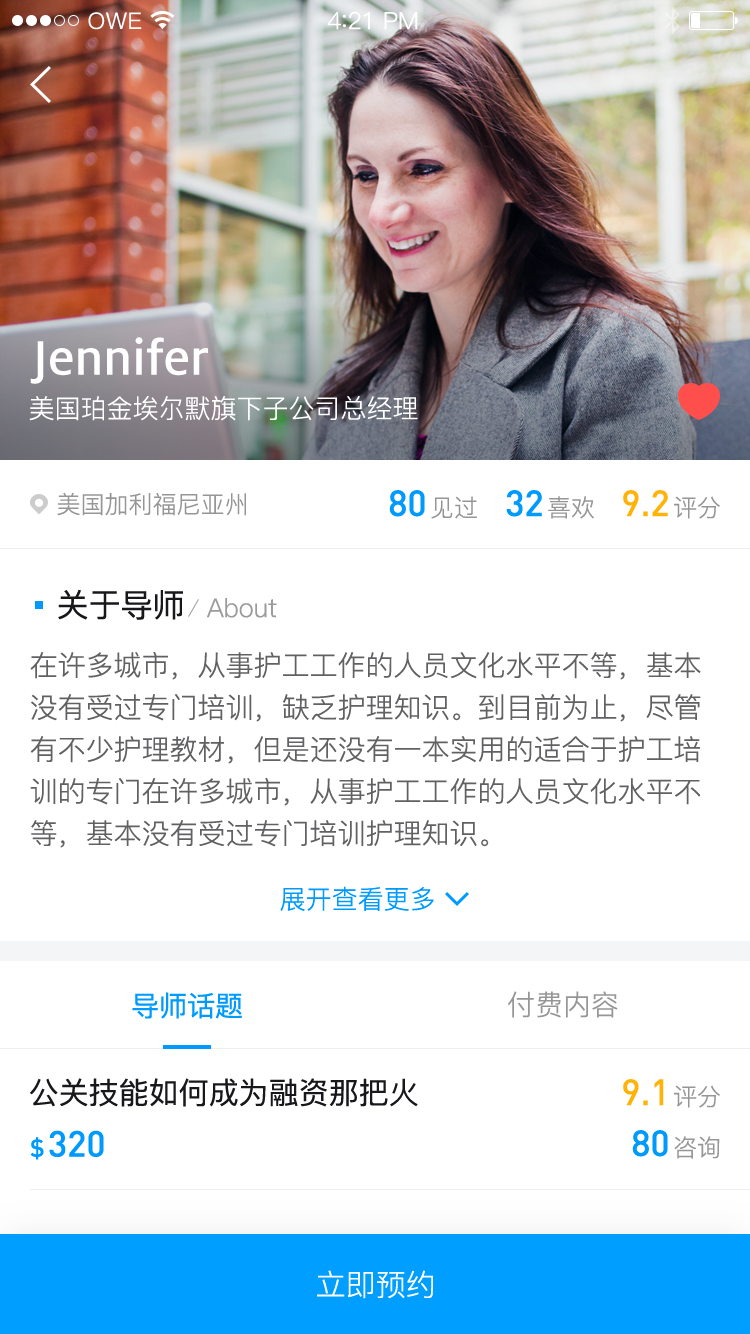 OWE 4:21 PM
Jennifer
美国珀金埃尔默旗下子公司总经理
美国加利福尼亚州 80 见过 32 喜欢 9.2 评分
关于导师 / About
在许多城市，从事护工工作的人员文化水平不等，基本
没有受过专门培训，缺乏护理知识。到目前为止，尽管
有不少护理教材，但是还没有一本实用的适合于护工培
训的专门在许多城市，从事护工工作的人员文化水平不
等，基本没有受过专门培训护理知识。
展开查看更多
导师话题 付费内容
公关技能如何成为融资那把火 9.1 评分
$320 80 咨询
立即预约